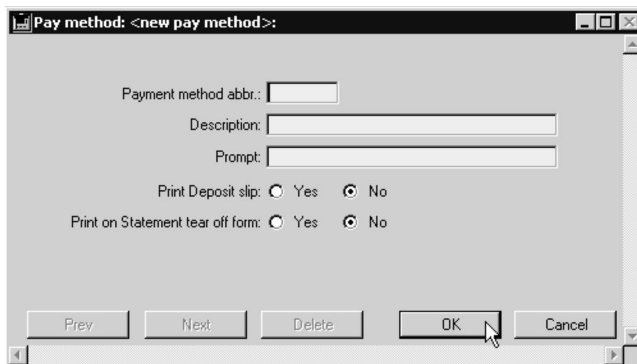 Pay method: <new pay method>:
Payment method abbr.:
Description:
Prompt:
Print Deposit slip: Yes No
Print on Statement tear off form: Yes No
Prev Next Delete OK Cancel